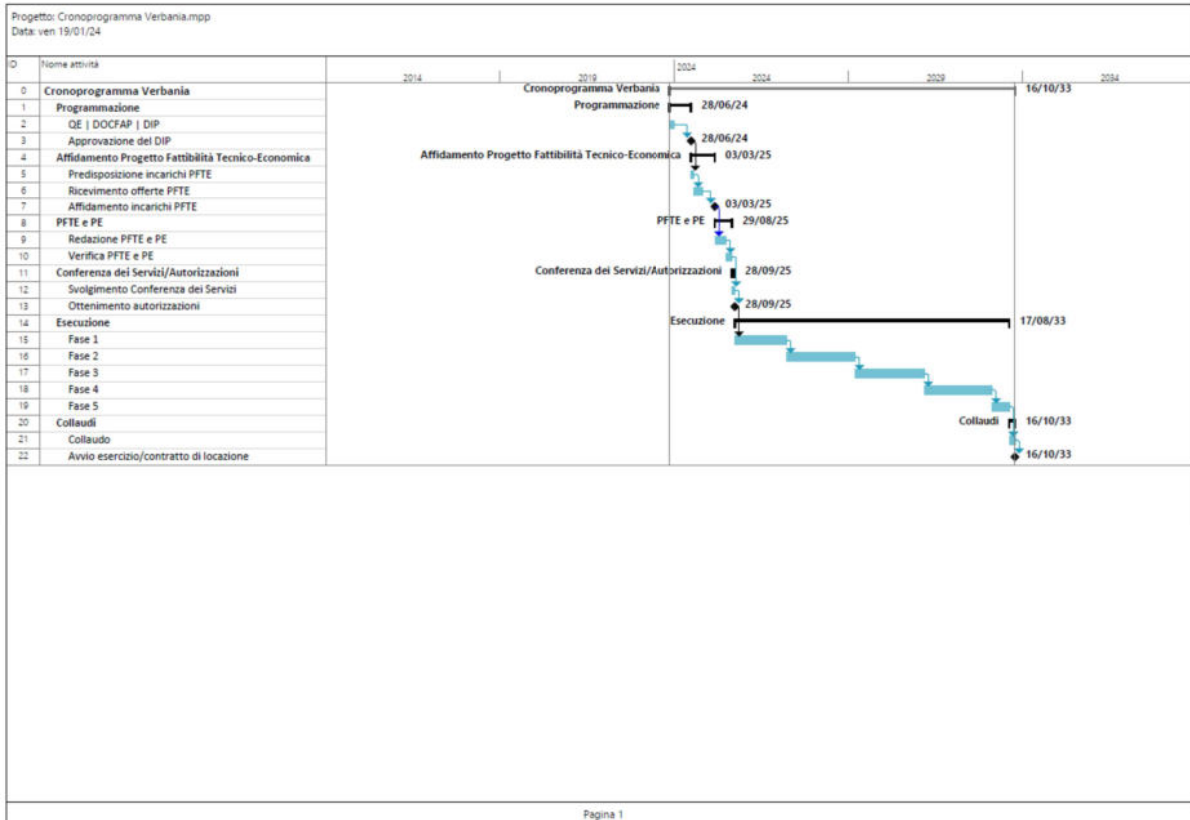 Progetto: Cronoprogramma Verbania.mpp
Data: ven 19/01/24
ID Nome attività 2024
2014 2019 2024 2029 2034
0 Cronoprogramma Verbania Cronoprogramma Verbania 16/10/33
1 Programmazione Programmazione 28/06/24
2 QE | DOCFAP | DIP
3 Approvazione del DIP 28/06/24
4 Affidamento Progetto Fattibilità Tecnico-Economica Affidamento Progetto Fattibilità Tecnico-Economica 03/03/25
5 Predisposizione incarichi PFTE
6 Ricevimento offerte PFTE
7 Affidamento incarichi PFTE 03/03/25
8 PFTE e PE PFTE e PE 29/08/25
9 Redazione PFTE e PE
10 Verifica PFTE e PE
11 Conferenza dei Servizi/Autorizzazioni Conferenza dei Servizi/Autorizzazioni 28/09/25
12 Svolgimento Conferenza dei Servizi
13 Ottenimento autorizzazioni 28/09/25
14 Esecuzione Esecuzione 17/08/33
15 Fase 1
16 Fase 2
17 Fase 3
18 Fase 4
19 Fase 5
20 Collaudi Collaudi 16/10/33
21 Collaudo
22 Avvio esercizio/contratto di locazione 16/10/33
Pagina 1